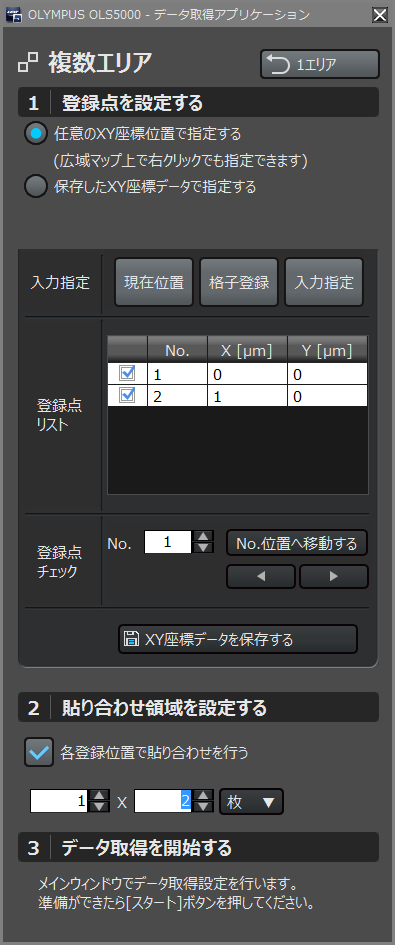 OLYMPUS OLS5000 - データ取得アプリケーション
複数エリア
1エリア
1 登録点を設定する
任意のXY座標位置で指定する
(広域マップ上で右クリックでも指定できます)
保存したXY座標データで指定する
入力指定 現在位置 格子登録 入力指定
No. X [μm] Y [μm]
1 0 0
2 1 0
登録点
リスト
登録点
チェック
No. 1 No.位置へ移動する
XY座標データを保存する
2 貼り合わせ領域を設定する
各登録位置で貼り合わせを行う
1 X 2 枚
3 データ取得を開始する
メインウィンドウでデータ取得設定を行います。
準備ができたら[スタート]ボタンを押してください。